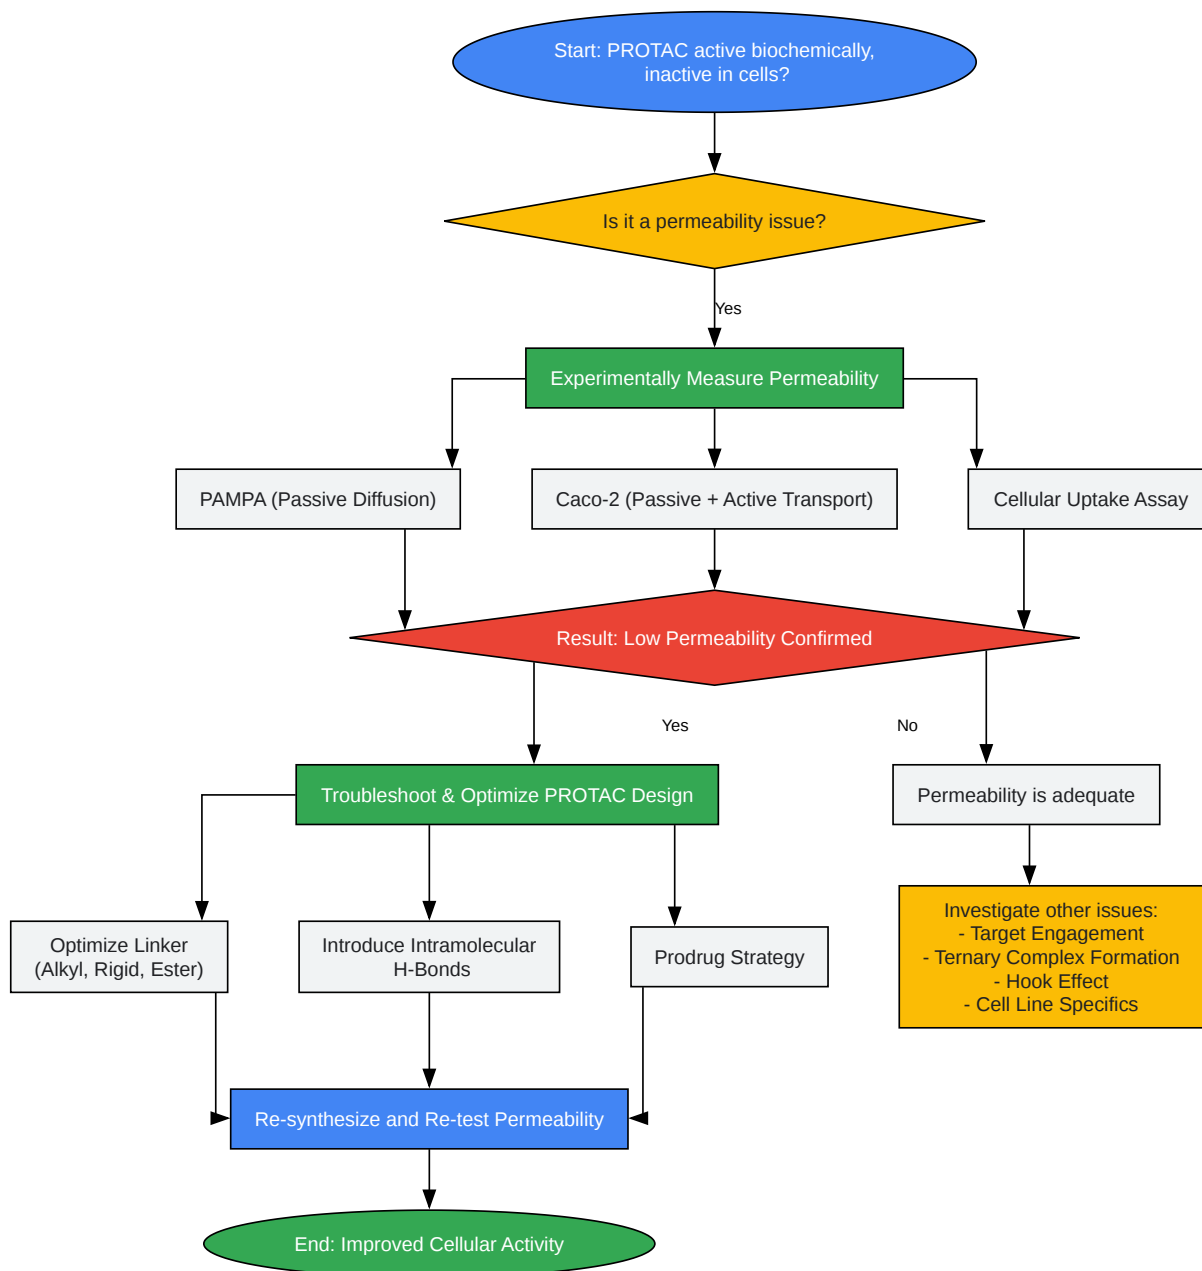 Start: PROTAC active biochemically,
inactive in cells?
Is it a permeability issue?
Yes
Experimentally Measure Permeability
PAMPA (Passive Diffusion)
Caco-2 (Passive + Active Transport)
Cellular Uptake Assay
Result: Low Permeability Confirmed
Yes
No
Troubleshoot & Optimize PROTAC Design
Permeability is adequate
Optimize Linker
(Alkyl, Rigid, Ester)
Introduce Intramolecular
H-Bonds
Prodrug Strategy
Investigate other issues:
- Target Engagement
- Ternary Complex Formation
- Hook Effect
- Cell Line Specifics
Re-synthesize and Re-test Permeability
End: Improved Cellular Activity